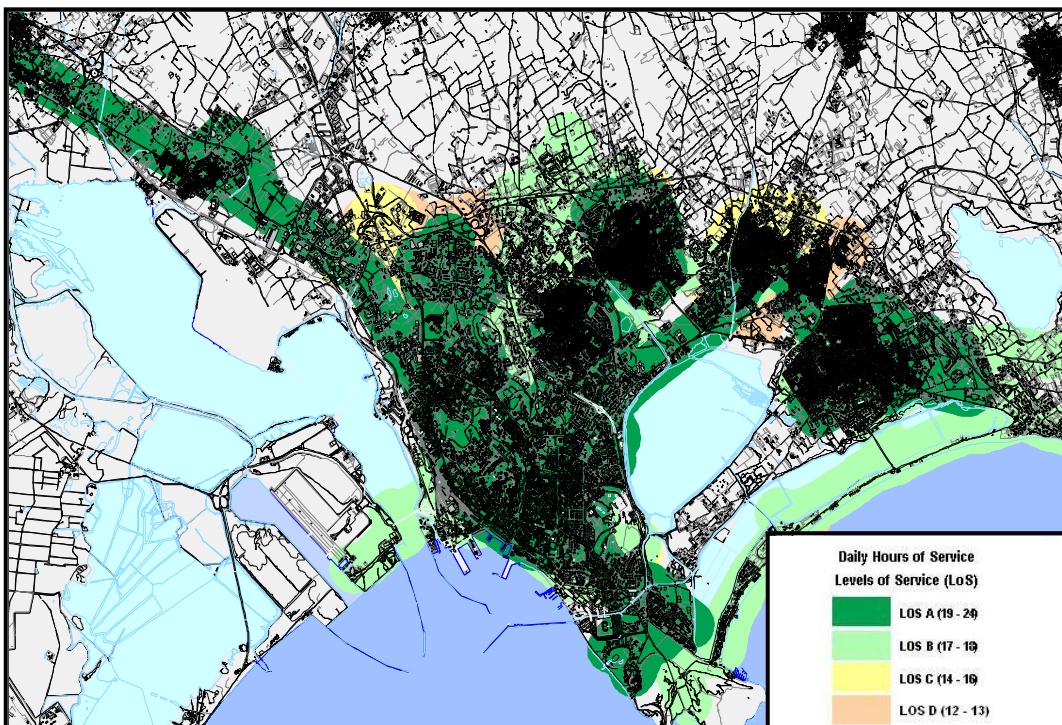 Daily Hours of Service
Levels of Service (LoS)
LOS A (19 - 24)
LOS B (17 - 18)
LOS C (14 - 16)
LOS D (12 - 13)